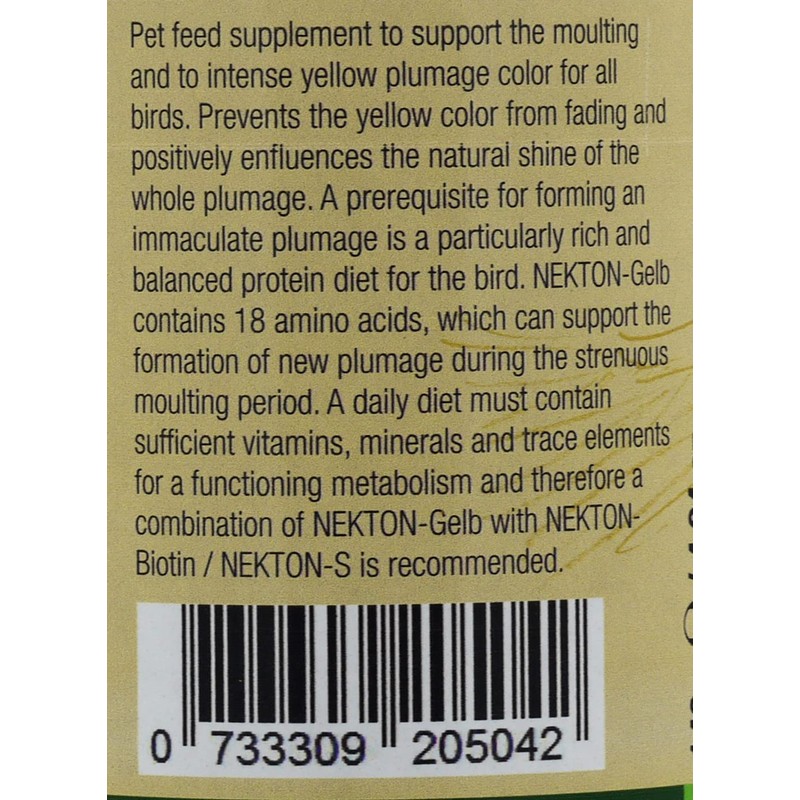 Pet feed supplement to support the moulting
and to intense yellow plumage color for all
birds. Prevents the yellow color from fading and
positively enfluences the natural shine of the
whole plumage. A prerequisite for forming an
immaculate plumage is a particularly rich and
balanced protein diet for the bird. NEKTON-Gelb
contains 18 amino acids, which can support the
formation of new plumage during the strenuous
moulting period. A daily diet must contain
sufficient vitamins, minerals and trace elements
for a functioning metabolism and therefore a
combination of NEKTON-Gelb with NEKTON-
Biotin / NEKTON-S is recommended.
0 733309 205042